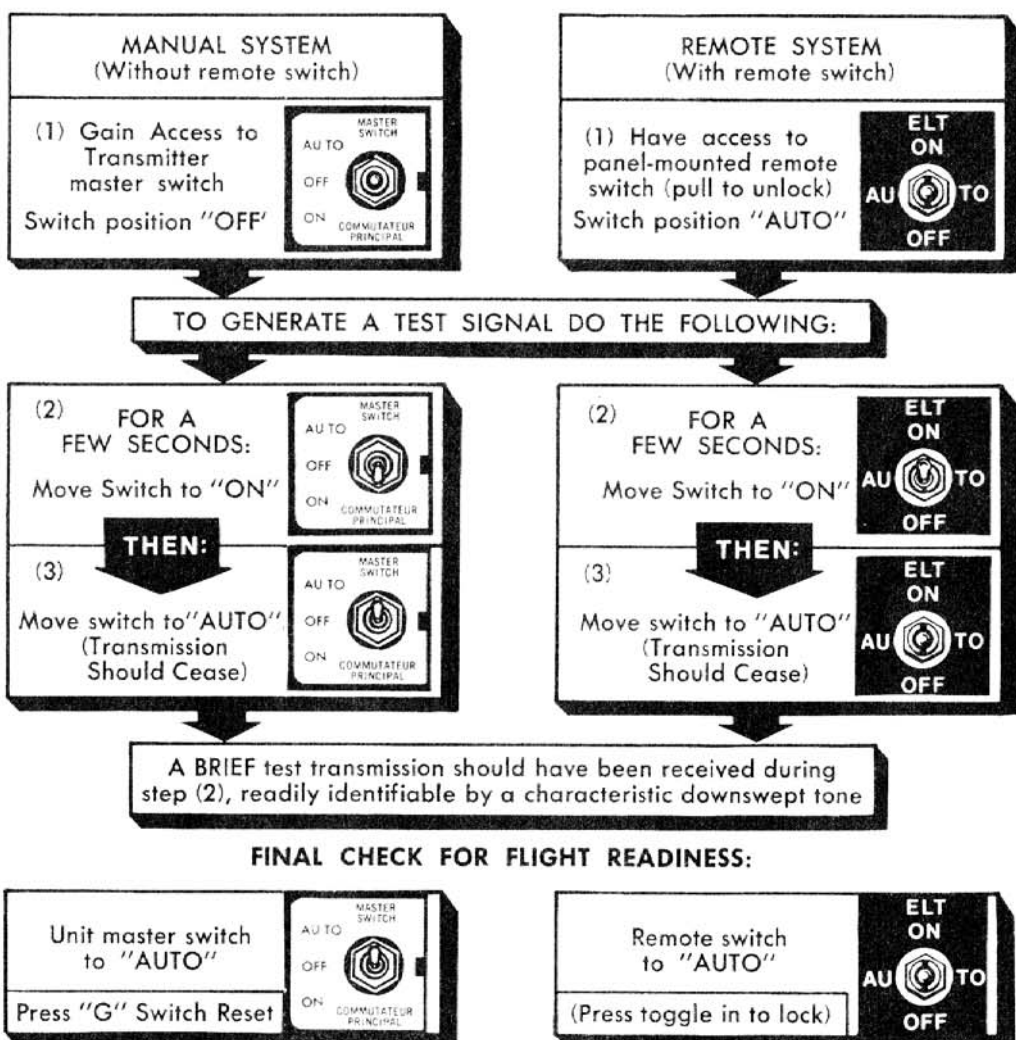 MANUAL SYSTEM
(Without remote switch)
(1) Gain Access to
Transmitter
master switch
Switch position "OFF'
MASTER
SWITCH
AUTO
OFF
ON
COMMUTATEUR
PRINCIPAL
REMOTE SYSTEM
(With remote switch)
(1) Have access to
panel-mounted remote
switch (pull to unlock)
Switch position "AUTO"
ELT
ON
AU TO
OFF
TO GENERATE A TEST SIGNAL DO THE FOLLOWING:
(2)
FOR A
FEW SECONDS:
Move Switch to "ON"
MASTER
SWITCH
AUTO
OFF
ON
COMMUTATEUR
PRINCIPAL
THEN:
(3)
Move switch to"AUTO"
(Transmission
Should Cease)
MASTER
SWITCH
AUTO
OFF
ON
COMMUTATEUR
PRINCIPAL
(2)
FOR A
FEW SECONDS:
Move Switch to "ON"
ELT
ON
AU TO
OFF
THEN:
(3)
Move switch to "AUTO"
(Transmission
Should Cease)
ELT
ON
AU TO
OFF
A BRIEF test transmission should have been received during
step (2), readily identifiable by a characteristic downswept tone
FINAL CHECK FOR FLIGHT READINESS:
Unit master switch
to "AUTO"
Press "G" Switch Reset
MASTER
SWITCH
AUTO
OFF
ON
COMMUTATEUR
PRINCIPAL
Remote switch
to "AUTO"
(Press toggle in to lock)
ELT
ON
AU TO
OFF